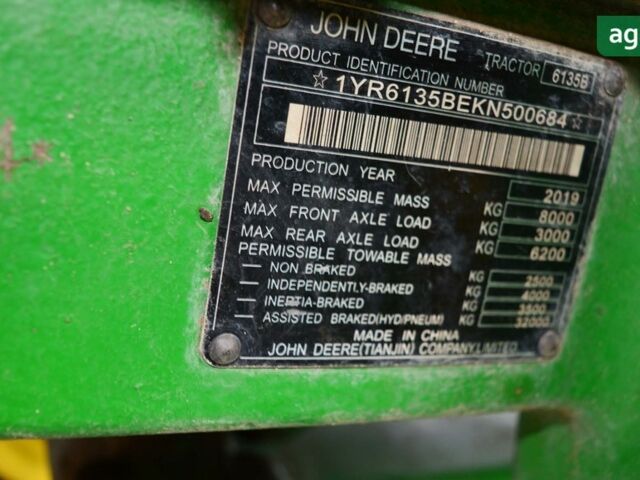 ag
JOHN DEERE TRACTOR 6135B
PRODUCT IDENTIFICATION NUMBER
☆1YR6135BEKN500684☆
PRODUCTION YEAR 2019
MAX PERMISSIBLE MASS KG 8000
MAX FRONT AXLE LOAD KG 3000
MAX REAR AXLE LOAD KG 6200
PERMISSIBLE TOWABLE MASS
— NON BRAKED KG 2500
— INDEPENDENTLY-BRAKED KG 4000
— INERTIA-BRAKED KG 3500
— ASSISTED BRAKED(HYD/PNEUM) KG 32000
MADE IN CHINA
JOHN DEERE(TIANJIN) COMPANY,LIMITED